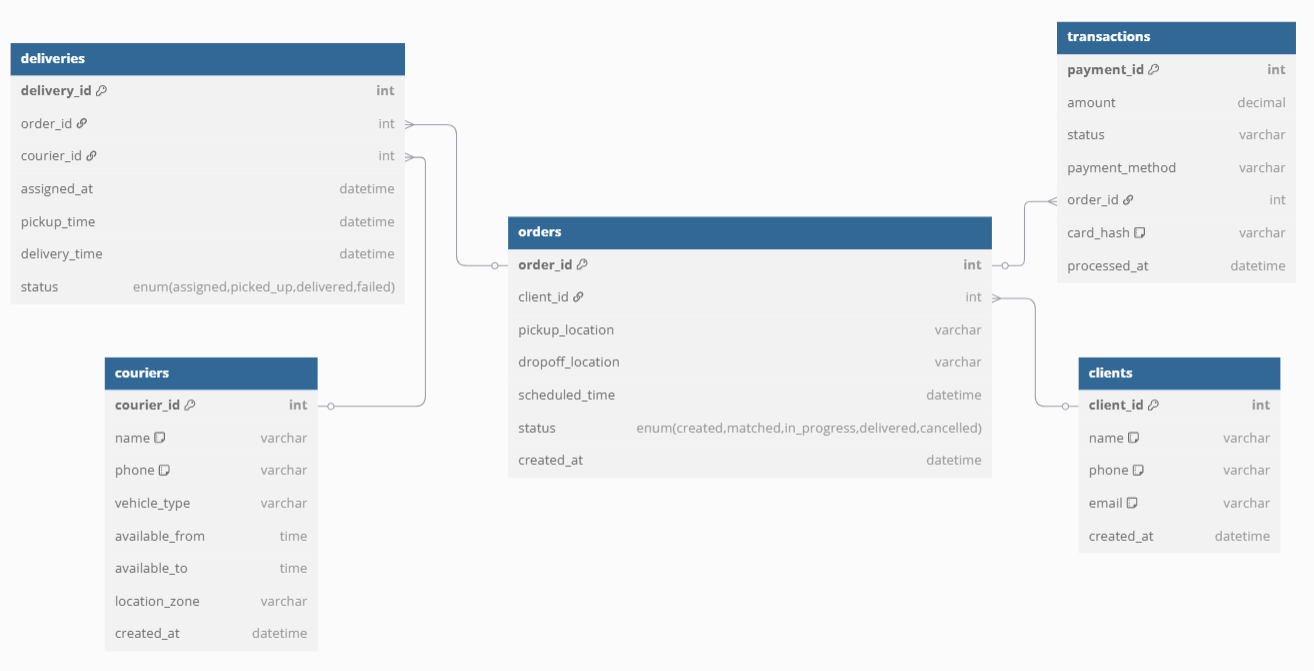 deliveries
delivery_id int
order_id int
courier_id int
assigned_at datetime
pickup_time datetime
delivery_time datetime
status enum(assigned,picked_up,delivered,failed)
couriers
courier_id int
name varchar
phone varchar
vehicle_type varchar
available_from time
available_to time
location_zone varchar
created_at datetime
orders
order_id int
client_id int
pickup_location varchar
dropoff_location varchar
scheduled_time datetime
status enum(created,matched,in_progress,delivered,cancelled)
created_at datetime
transactions
payment_id int
amount decimal
status varchar
payment_method varchar
order_id int
card_hash varchar
processed_at datetime
clients
client_id int
name varchar
phone varchar
email varchar
created_at datetime